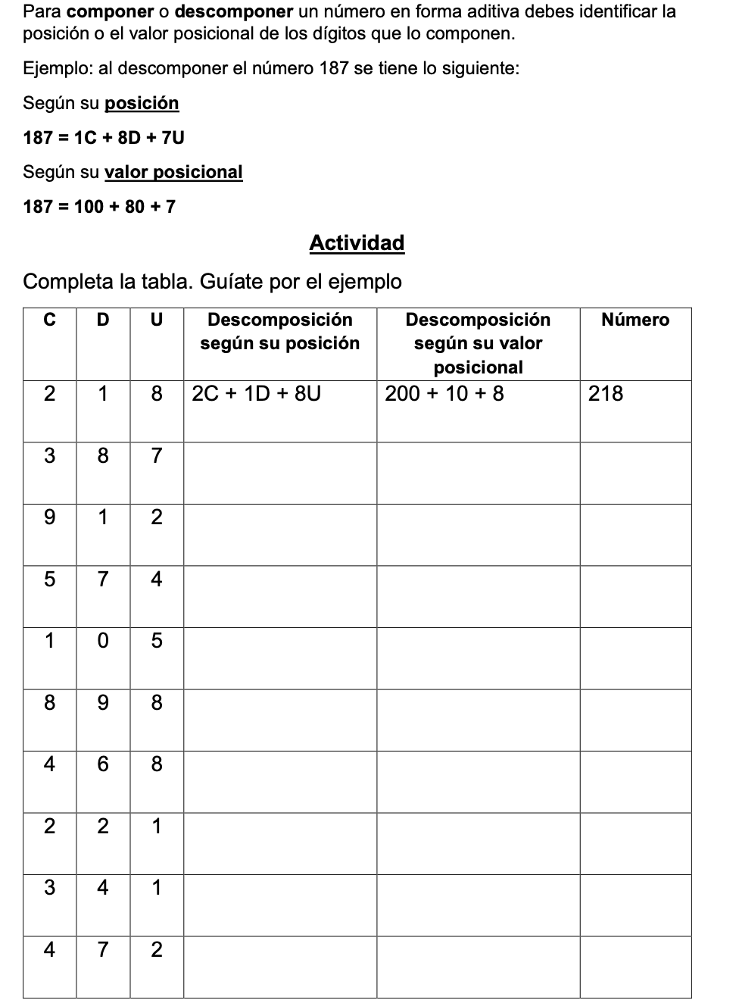 Para componer o descomponer un número en forma aditiva debes identificar la
posición o el valor posicional de los dígitos que lo componen.
Ejemplo: al descomponer el número 187 se tiene lo siguiente:
Según su posición
187 = 1C + 8D + 7U
Según su valor posicional
187 = 100 + 80 + 7
Actividad
Completa la tabla. Guíate por el ejemplo
C D U Descomposición según su posición Descomposición según su valor posicional Número
2 1 8 2C + 1D + 8U 200 + 10 + 8 218
3 8 7
9 1 2
5 7 4
1 0 5
8 9 8
4 6 8
2 2 1
3 4 1
4 7 2